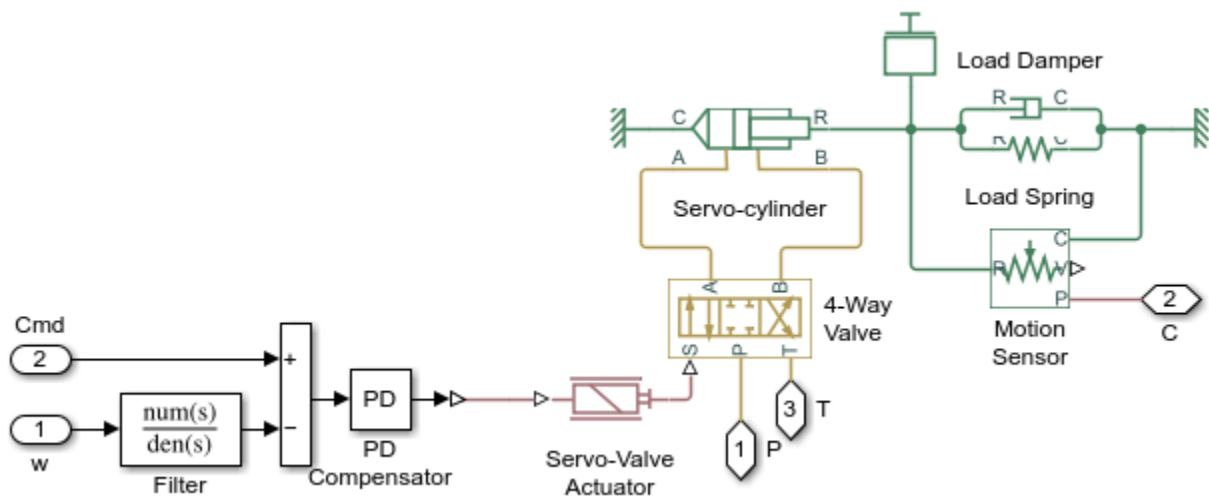 Load Damper
R C
C R
R C
A B
Load Spring
Servo-cylinder
C
A B
R V
4-Way
Valve
P
2
C
Motion
Sensor
S P T
Cmd
2
+
num(s)
den(s)
PD
1
−
w
3 T
1 P
PD
Compensator
Filter
Servo-Valve
Actuator